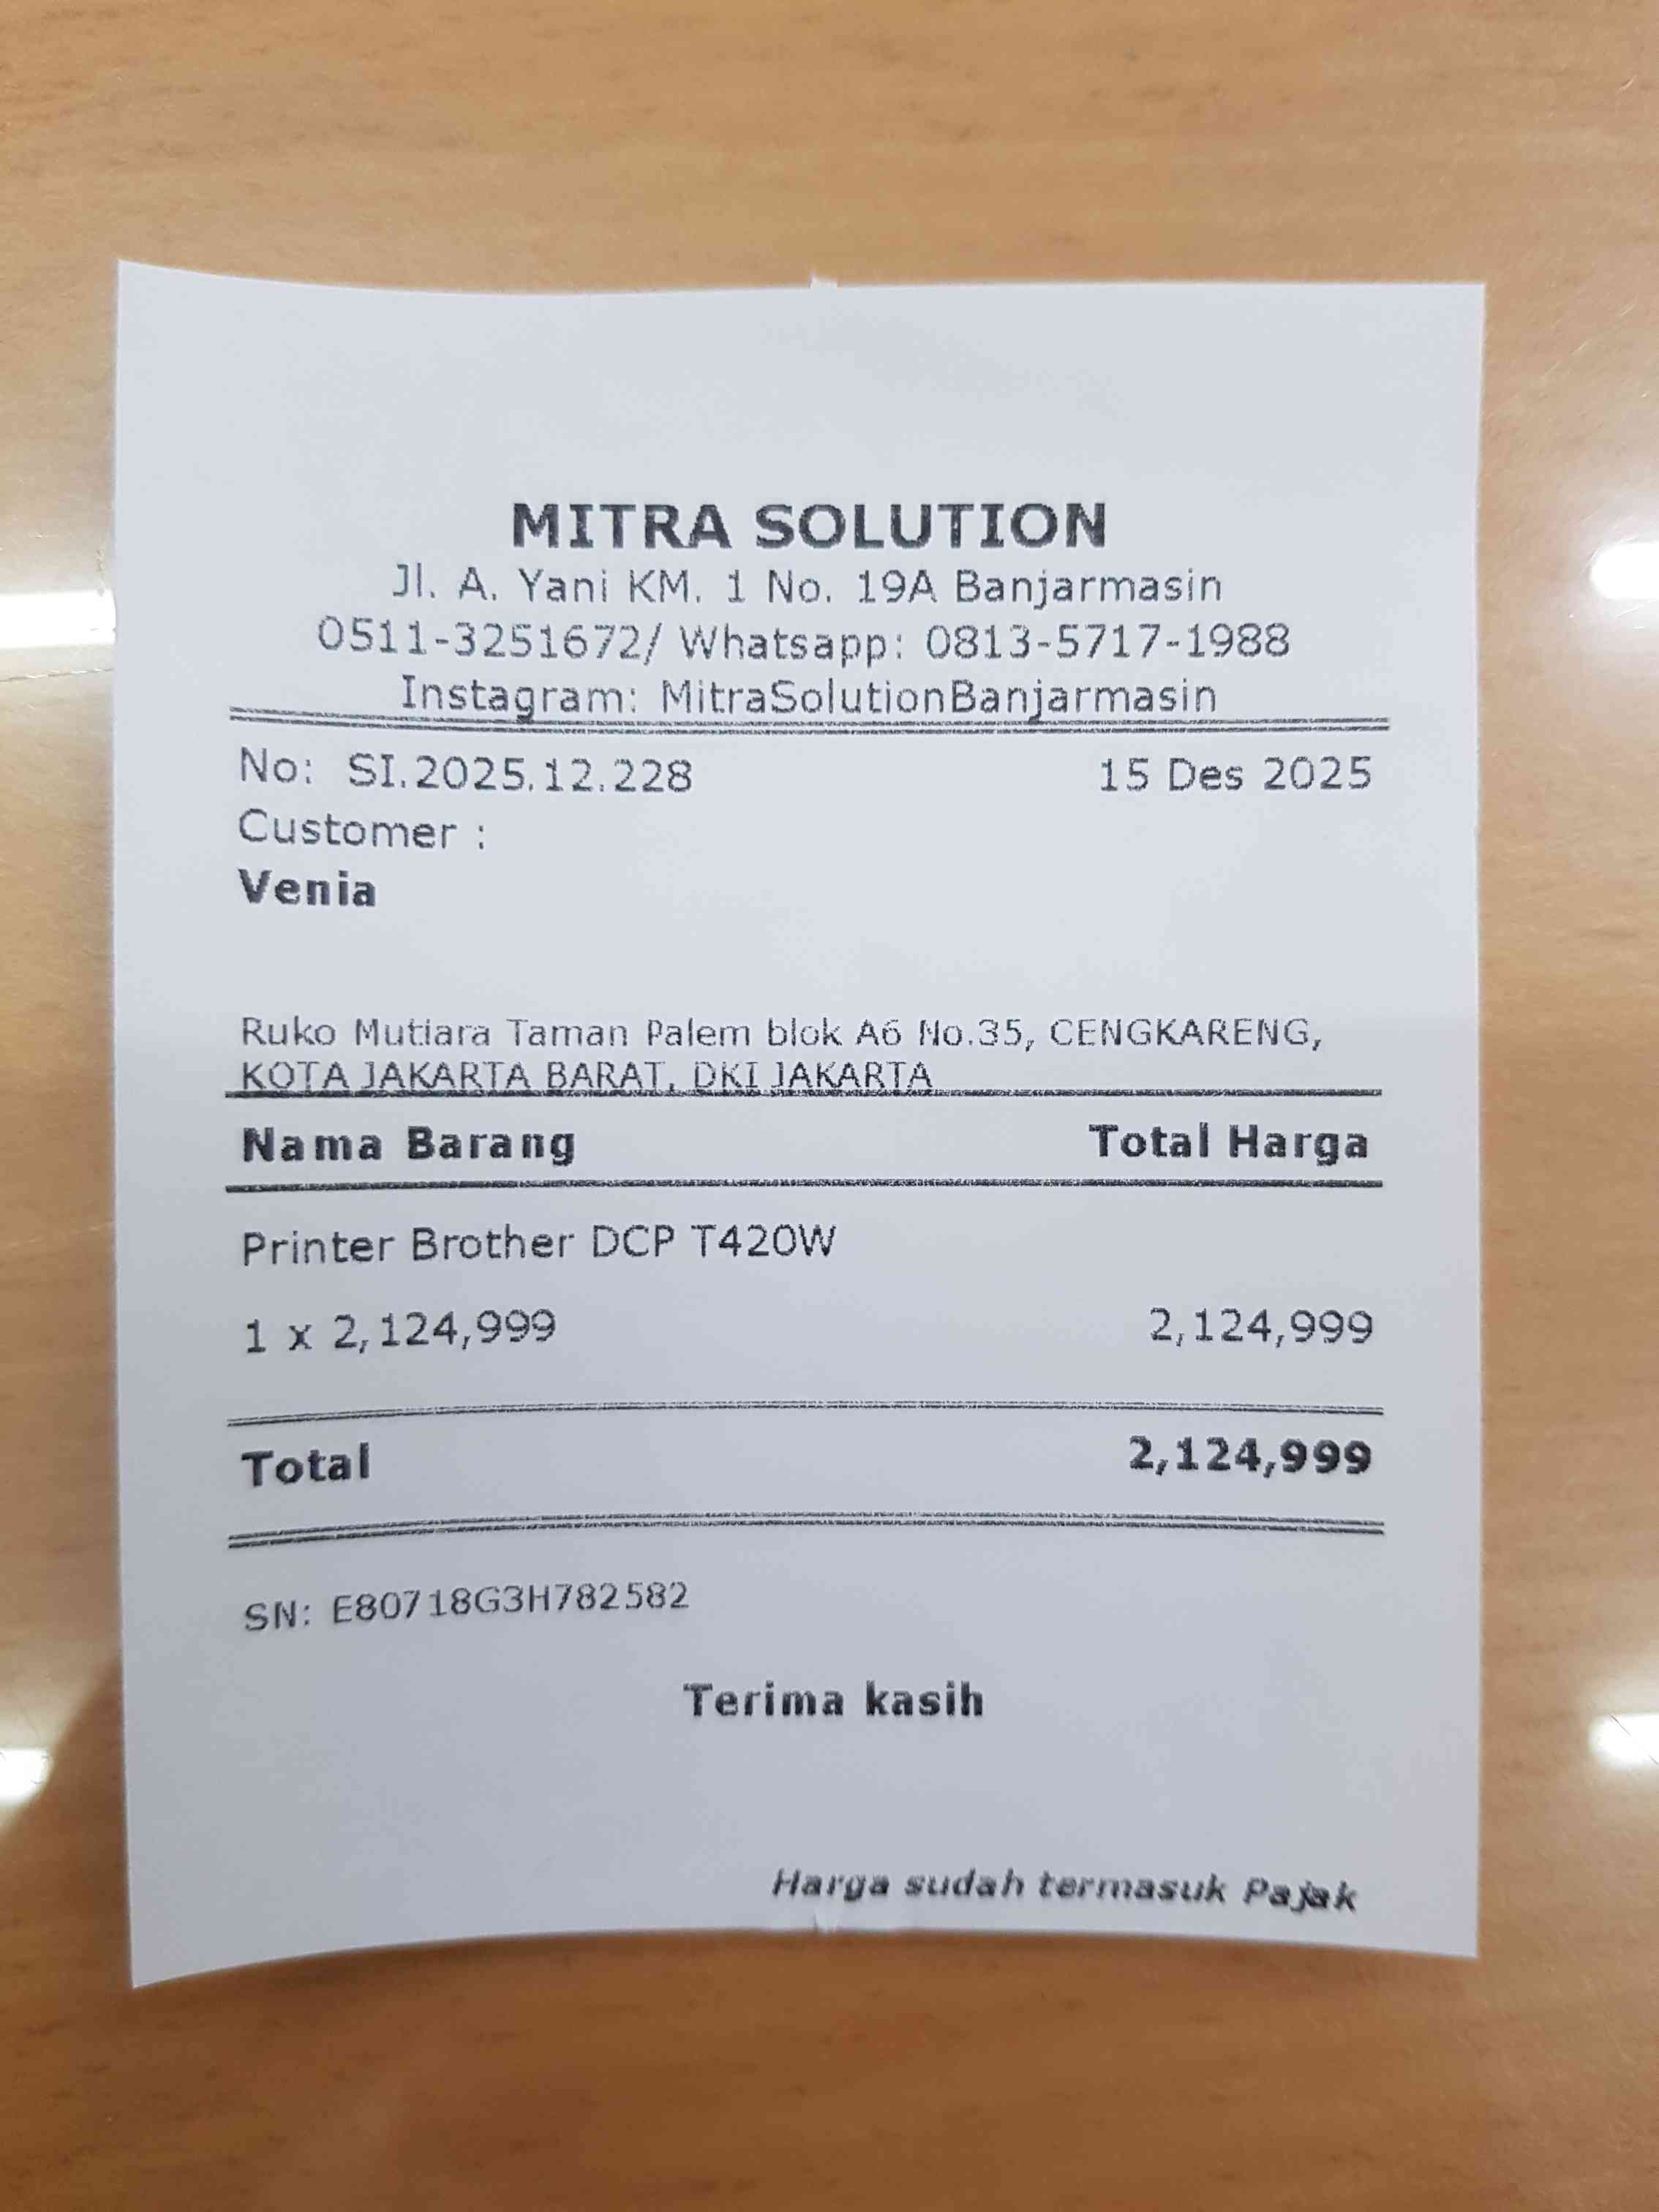 MITRA SOLUTION
Jl. A. Yani KM. 1 No. 19A Banjarmasin
0511-3251672/ Whatsapp: 0813-5717-1988
Instagram: MitraSolutionBanjarmasin
No: SI.2025.12.228 15 Des 2025
Customer :
Venia
Ruko Mutiara Taman Palem blok A6 No.35, CENGKARENG,
KOTA JAKARTA BARAT, DKI JAKARTA
Nama Barang Total Harga
Printer Brother DCP T420W
1 x 2,124,999 2,124,999
Total 2,124,999
SN: E80718G3H782582
Terima kasih
Harga sudah termasuk Pajak